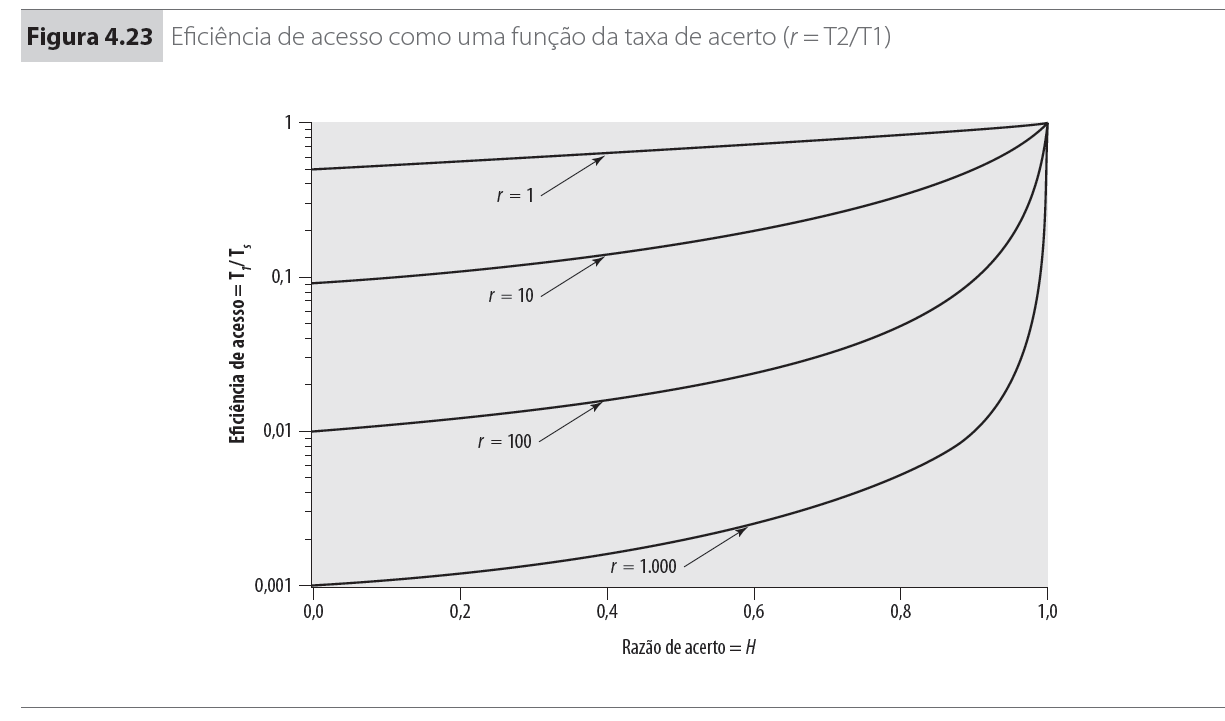 Figura 4.23 Eficiência de acesso como uma função da taxa de acerto (r = T2/T1)
1
r = 1
Eficiência de acesso = T₁/ Tₛ
0,1
r = 10
0,01
r = 100
r = 1.000
0,001
0,0 0,2 0,4 0,6 0,8 1,0
Razão de acerto = H